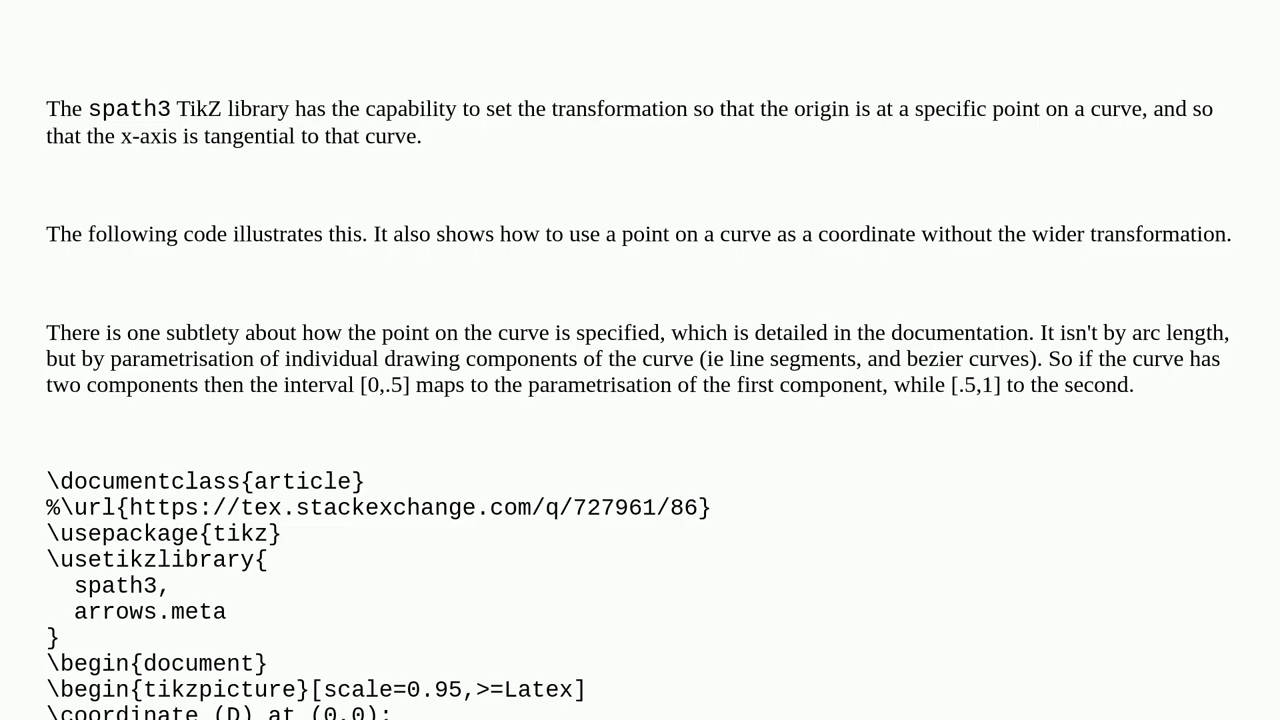 The spath3 TikZ library has the capability to set the transformation so that the origin is at a specific point on a curve, and so
that the x-axis is tangential to that curve.
The following code illustrates this. It also shows how to use a point on a curve as a coordinate without the wider transformation.
There is one subtlety about how the point on the curve is specified, which is detailed in the documentation. It isn't by arc length,
but by parametrisation of individual drawing components of the curve (ie line segments, and bezier curves). So if the curve has
two components then the interval [0,.5] maps to the parametrisation of the first component, while [.5,1] to the second.
\documentclass{article}
%\url{https://tex.stackexchange.com/q/727961/86}
\usepackage{tikz}
\usetikzlibrary{
  spath3,
  arrows.meta
}
\begin{document}
\begin{tikzpicture}[scale=0.95,>=Latex]
\coordinate (D) at (0,0);